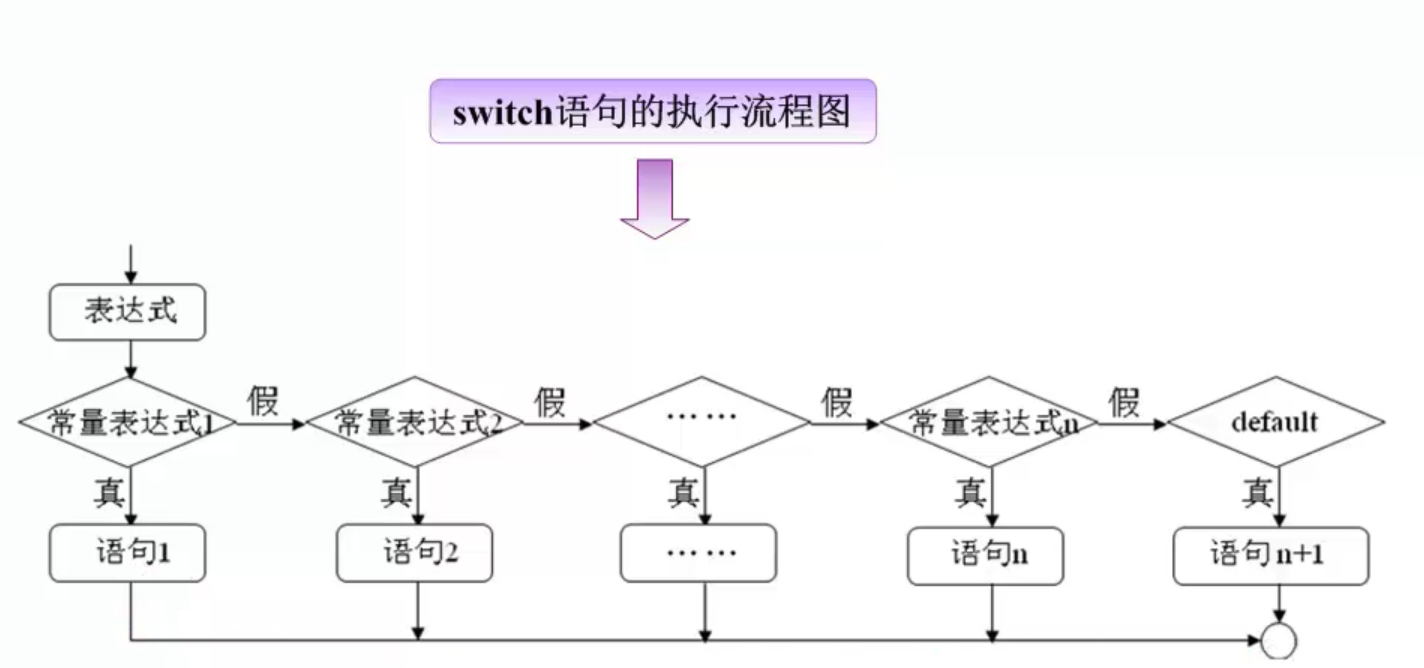 switch语句的执行流程图
表达式
常量表达式1
假
常量表达式2
假
……
假
常量表达式n
假
default
真
真
真
真
真
语句1
语句2
……
语句n
语句n+1